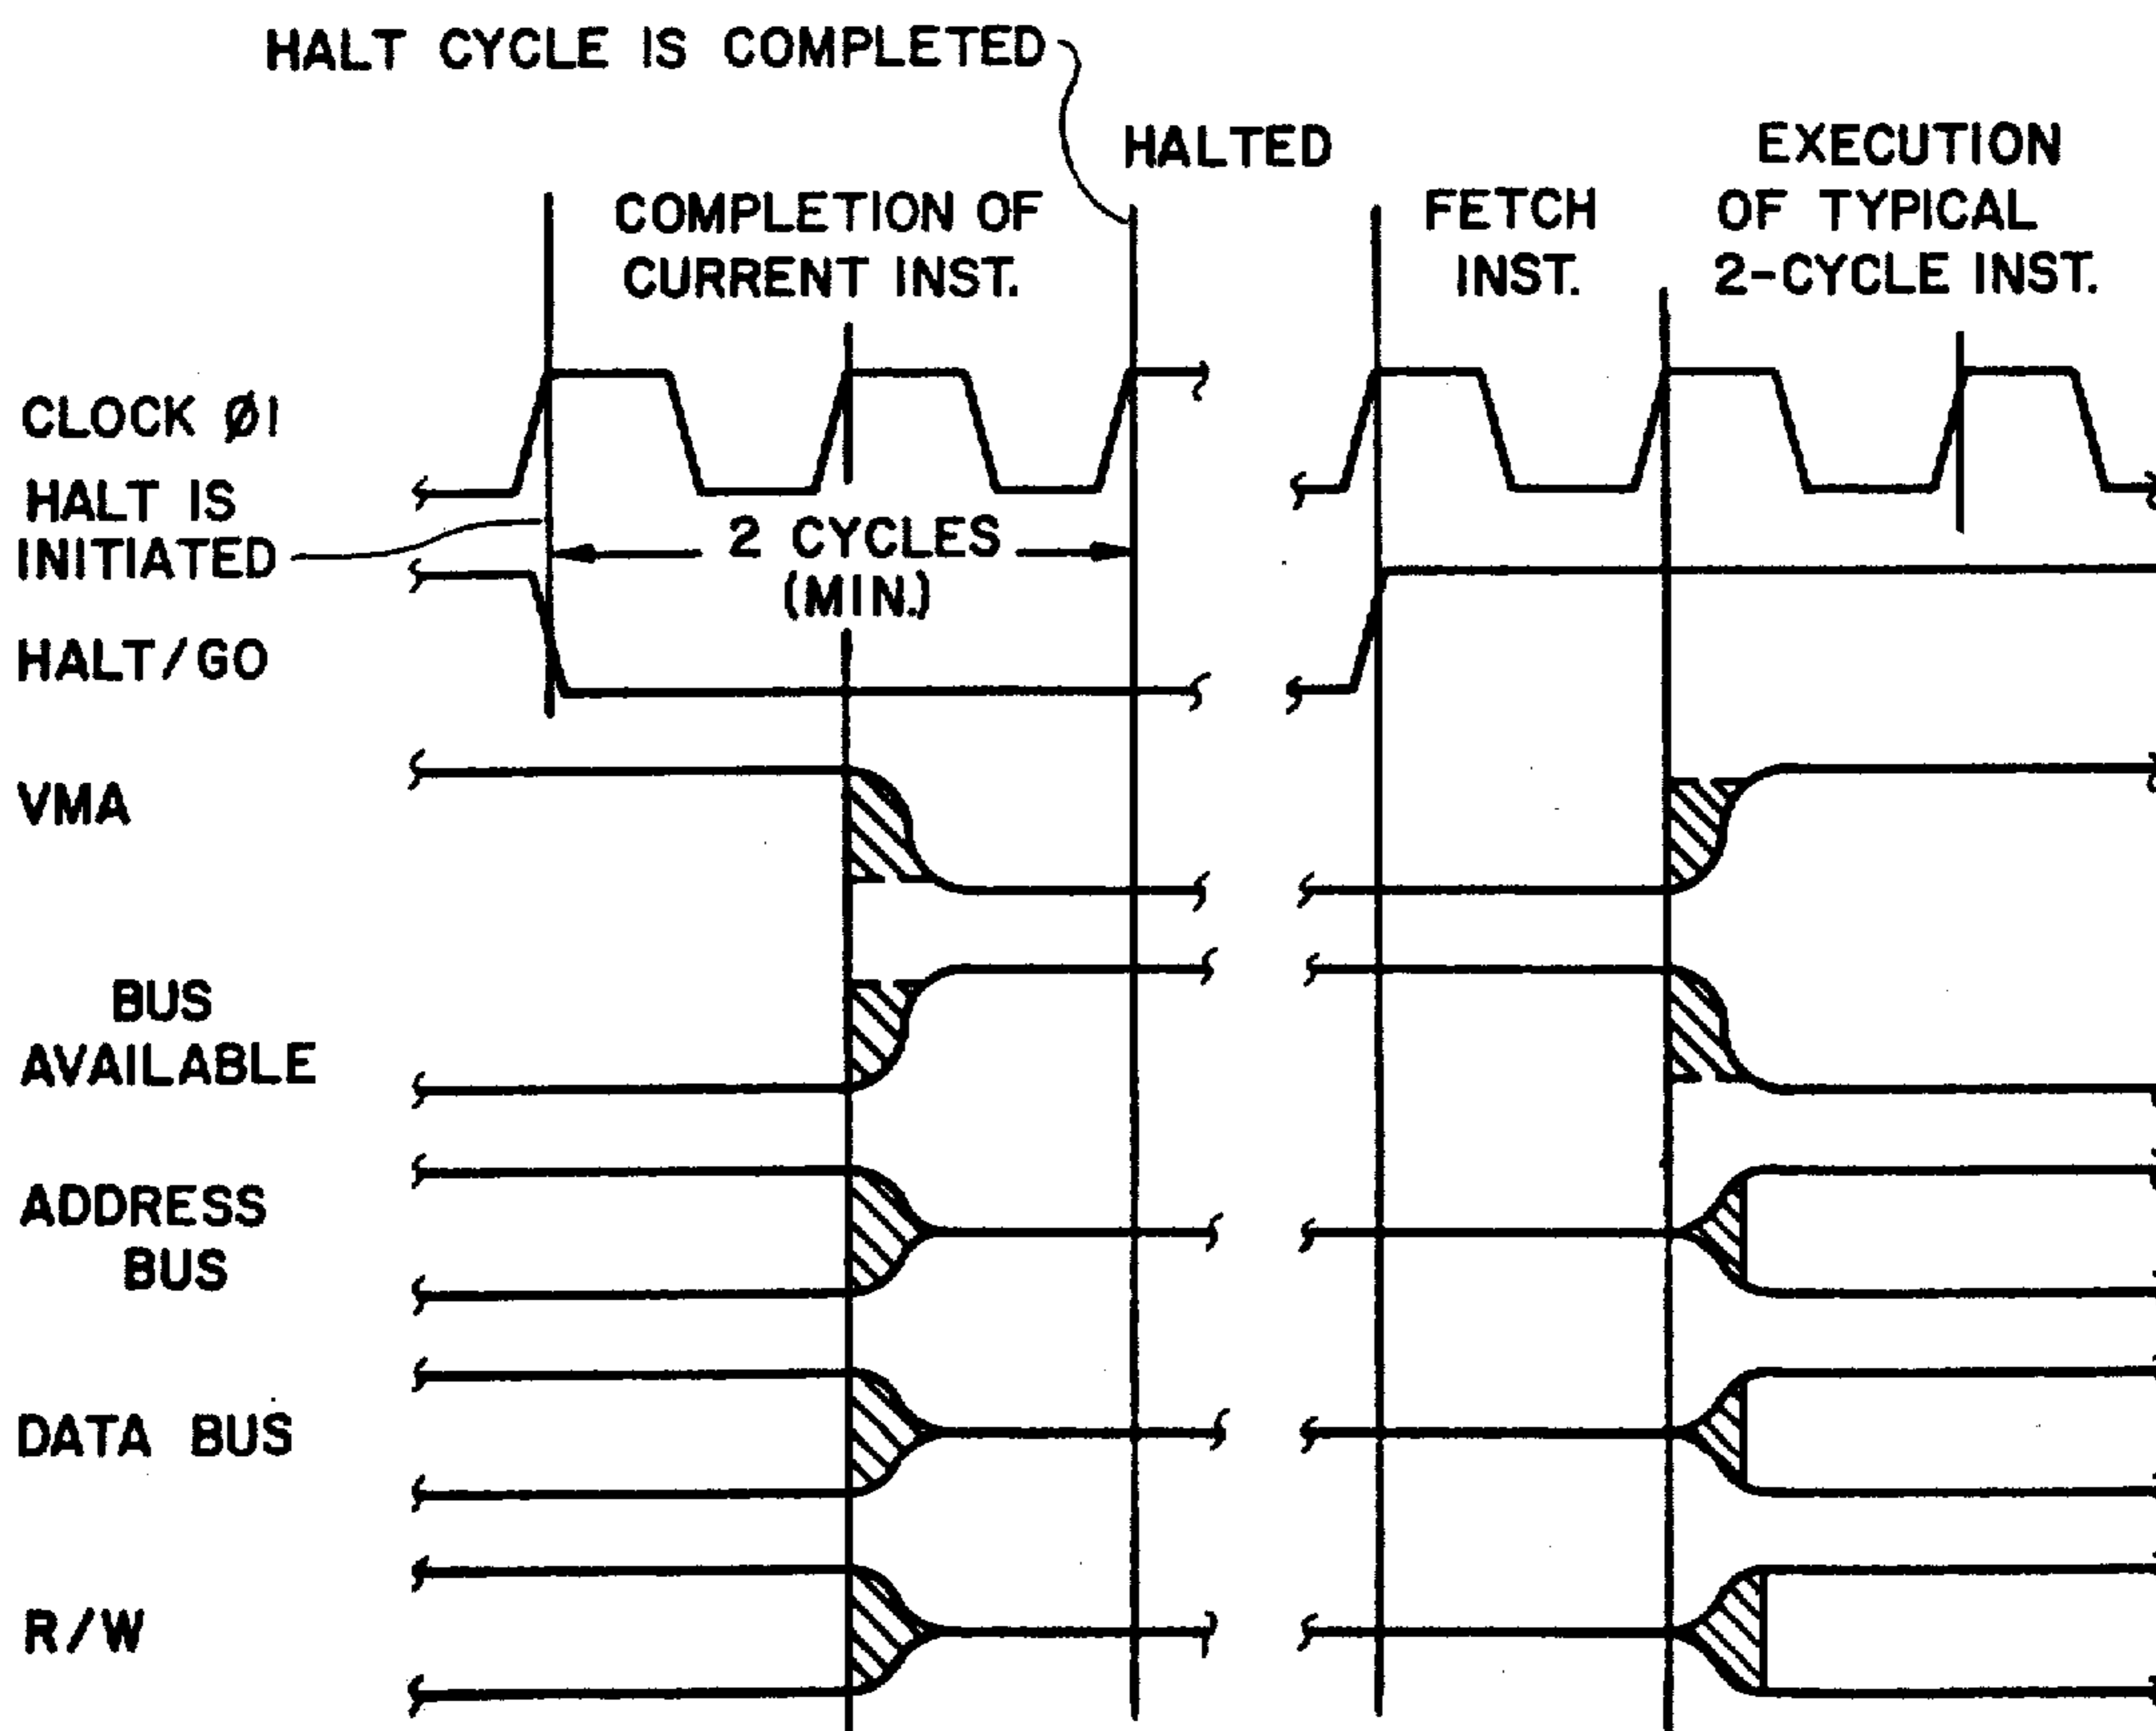 HALT CYCLE IS COMPLETED
HALTED
COMPLETION OF
CURRENT INST.
FETCH
INST.
EXECUTION
OF TYPICAL
2-CYCLE INST.
CLOCK Ø1
HALT IS
INITIATED
2 CYCLES
(MIN.)
HALT/GO
VMA
BUS
AVAILABLE
ADDRESS
BUS
DATA BUS
R/W